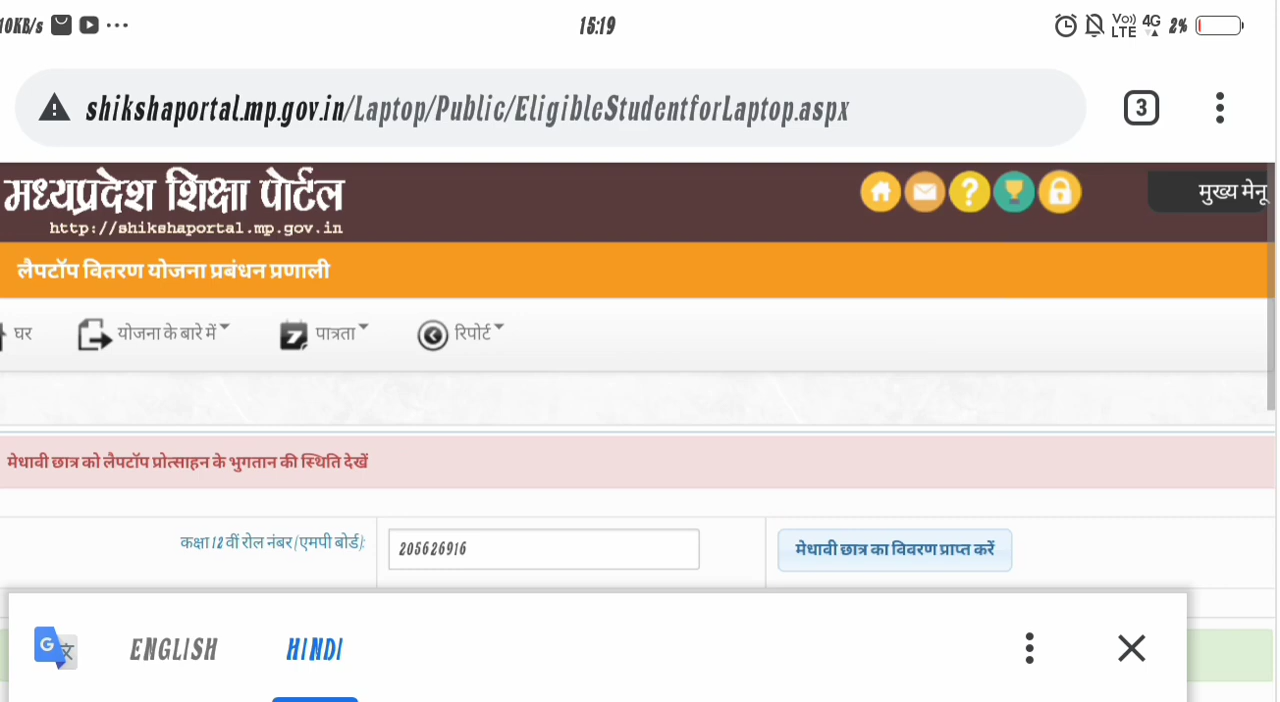 10KB/s ... 15:19 Vo)) LTE 4G 2%
shikshaportal.mp.gov.in/Laptop/Public/EligibleStudentforLaptop.aspx 3
मध्यप्रदेश शिक्षा पोर्टल
http://shikshaportal.mp.gov.in
मुख्य मेनू
लैपटॉप वितरण योजना प्रबंधन प्रणाली
घर योजना के बारे में पात्रता रिपोर्ट
मेधावी छात्र को लैपटॉप प्रोत्साहन के भुगतान की स्थिति देखें
कक्षा 12 वीं रोल नंबर (एमपी बोर्ड): 205626916 मेधावी छात्र का विवरण प्राप्त करें
ENGLISH HINDI